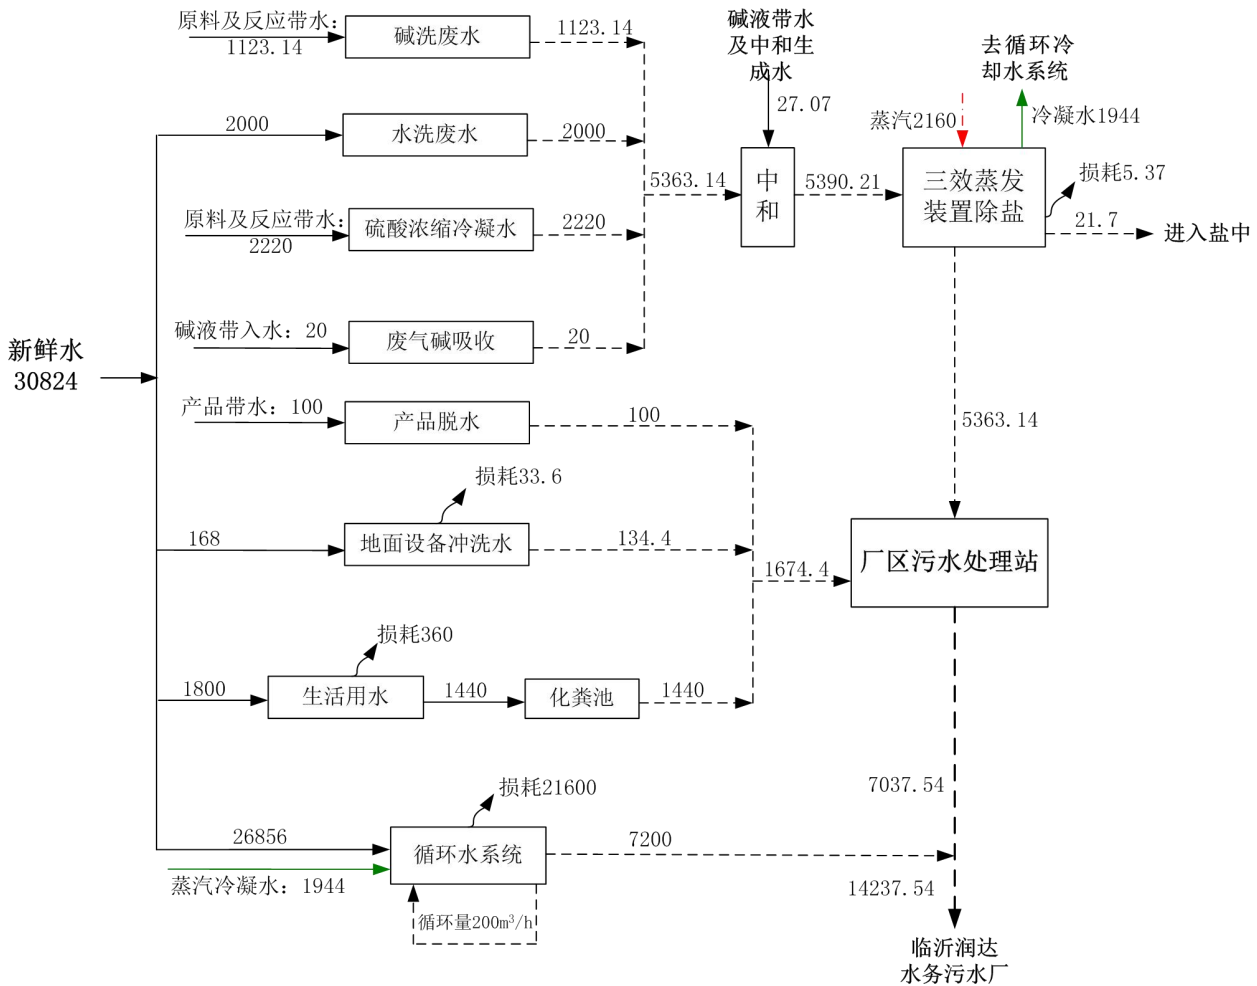 原料及反应带水:
1123.14
碱洗废水
1123.14
碱液带水
及中和生
成水
27.07
去循环冷
却水系统
蒸汽2160
冷凝水1944
2000
水洗废水
2000
5363.14
中
和
5390.21
三效蒸发
装置除盐
损耗5.37
21.7
进入盐中
原料及反应带水:
2220
硫酸浓缩冷凝水
2220
碱液带入水: 20
废气碱吸收
20
新鲜水
30824
产品带水: 100
产品脱水
100
5363.14
损耗33.6
168
地面设备冲洗水
134.4
1674.4
厂区污水处理站
损耗360
1800
生活用水
1440
化粪池
1440
7037.54
损耗21600
26856
循环水系统
7200
蒸汽冷凝水: 1944
14237.54
循环量200m³/h
临沂润达
水务污水厂